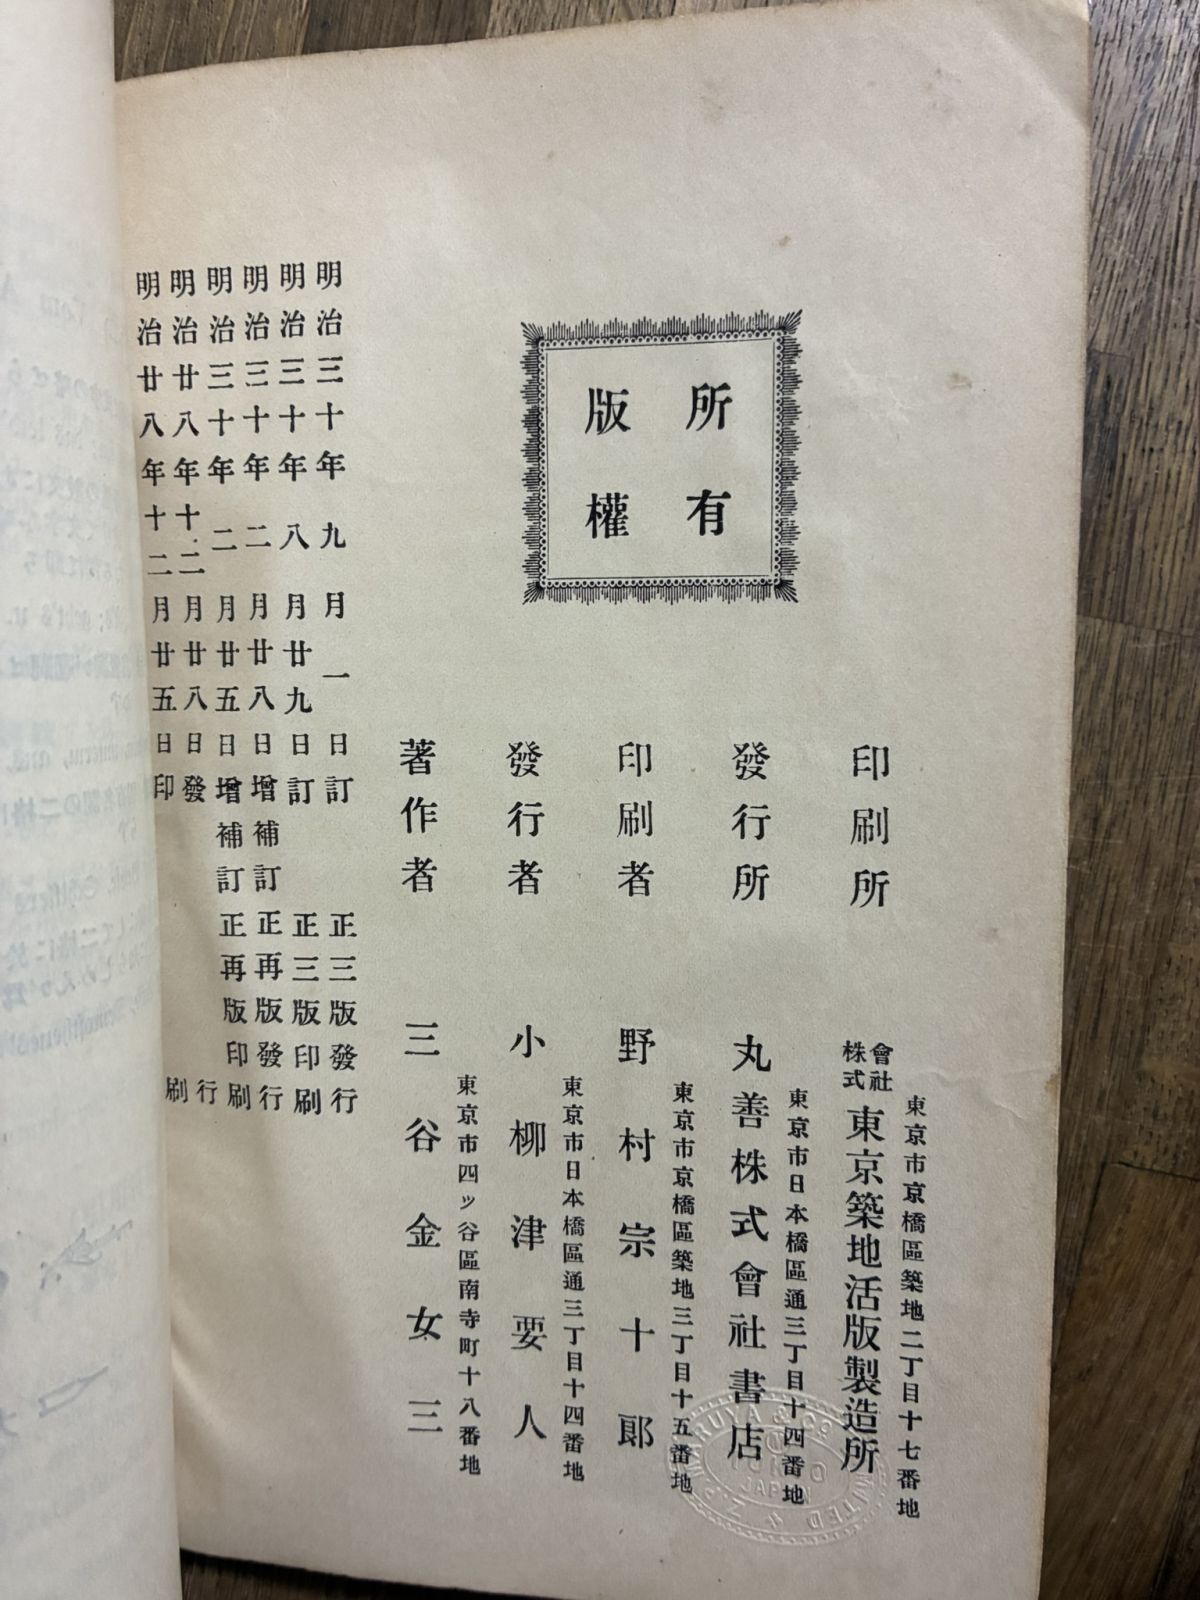 版權
所有
明治廿八年十二月廿五日印刷
明治廿八年十二月廿八日發行
明治三十年二月廿五日增補訂正再版印刷
明治三十年二月廿八日增補訂正再版發行
明治三十年八月廿九日訂正三版印刷
明治三十年九月一日訂正三版發行
著作者 三谷金女三
東京市四ッ谷區南寺町十八番地
發行者 小柳津要人
東京市日本橋區通三丁目十四番地
印刷者 野村宗十郎
東京市京橋區築地三丁目十五番地
發行所 丸善株式會社書店
東京市日本橋區通三丁目十四番地
印刷所 株式會社東京築地活版製造所
東京市京橋區築地二丁目十七番地
Z.P. MARUYA & Co. LIMITED
TOKYO
JAPAN